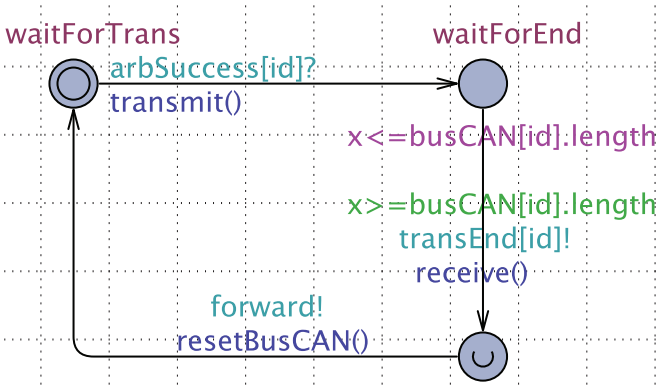 waitForTrans
waitForEnd
arbSuccess[id]?
transmit()
x<=busCAN[id].length
x>=busCAN[id].length
transEnd[id]!
receive()
forward!
resetBusCAN()